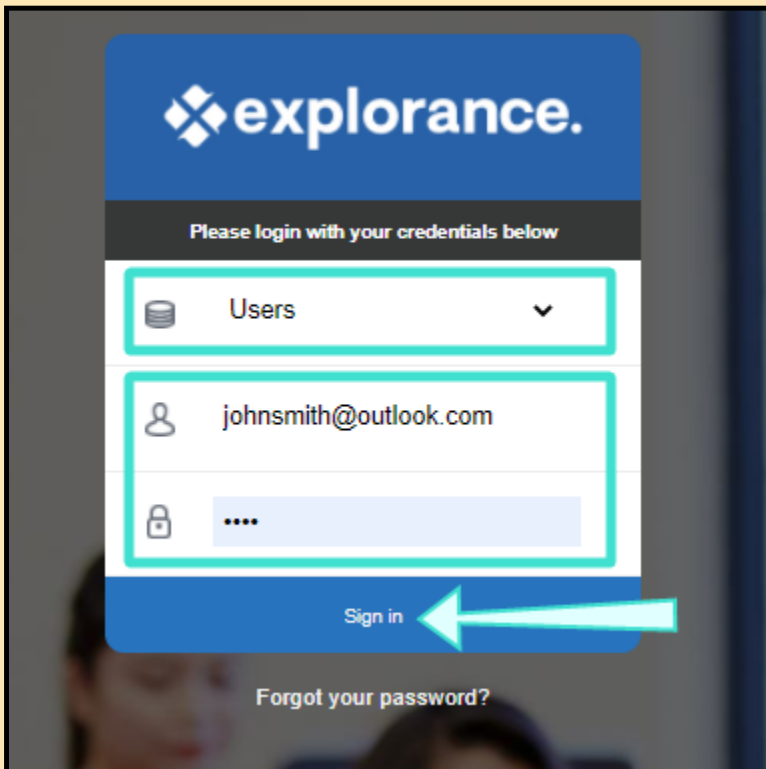 explorance.
Please login with your credentials below
Users
johnsmith@outlook.com
••••
Sign in
Forgot your password?